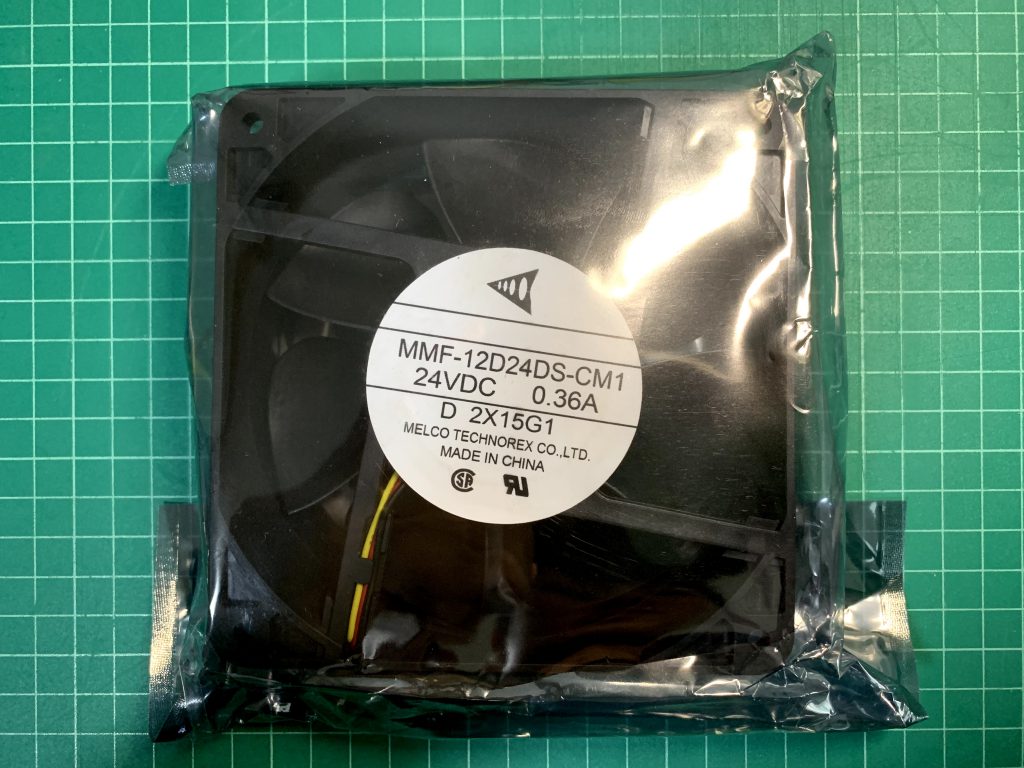 MMF-12D24DS-CM1
24VDC 0.36A
D 2X15G1
MELCO TECHNOREX CO.,LTD.
MADE IN CHINA